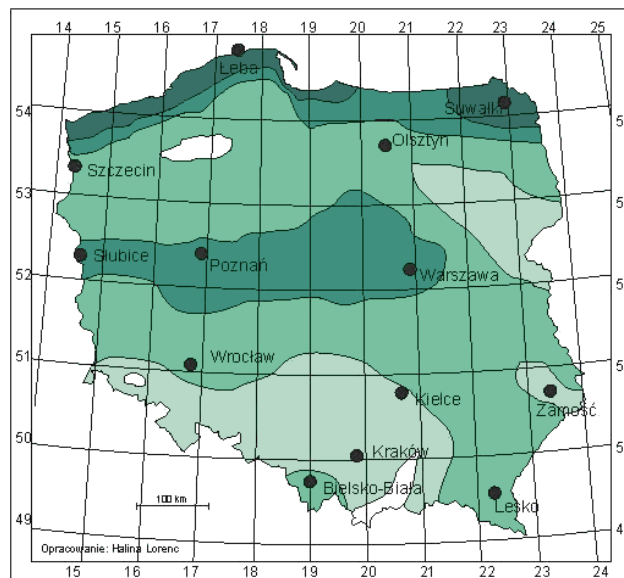 14 15 16 17 18 19 20 21 22 23 24 25
Łeba
54
Suwałki
Olsztyn
Szczecin
53
Słubice
Poznań
Warszawa
52
Wrocław
51
Kielce
Zamość
50
Kraków
Bielsko-Biała
Lesko
100 km
49
Opracowanie: Halina Lorenc
15 16 17 18 19 20 21 22 23 24